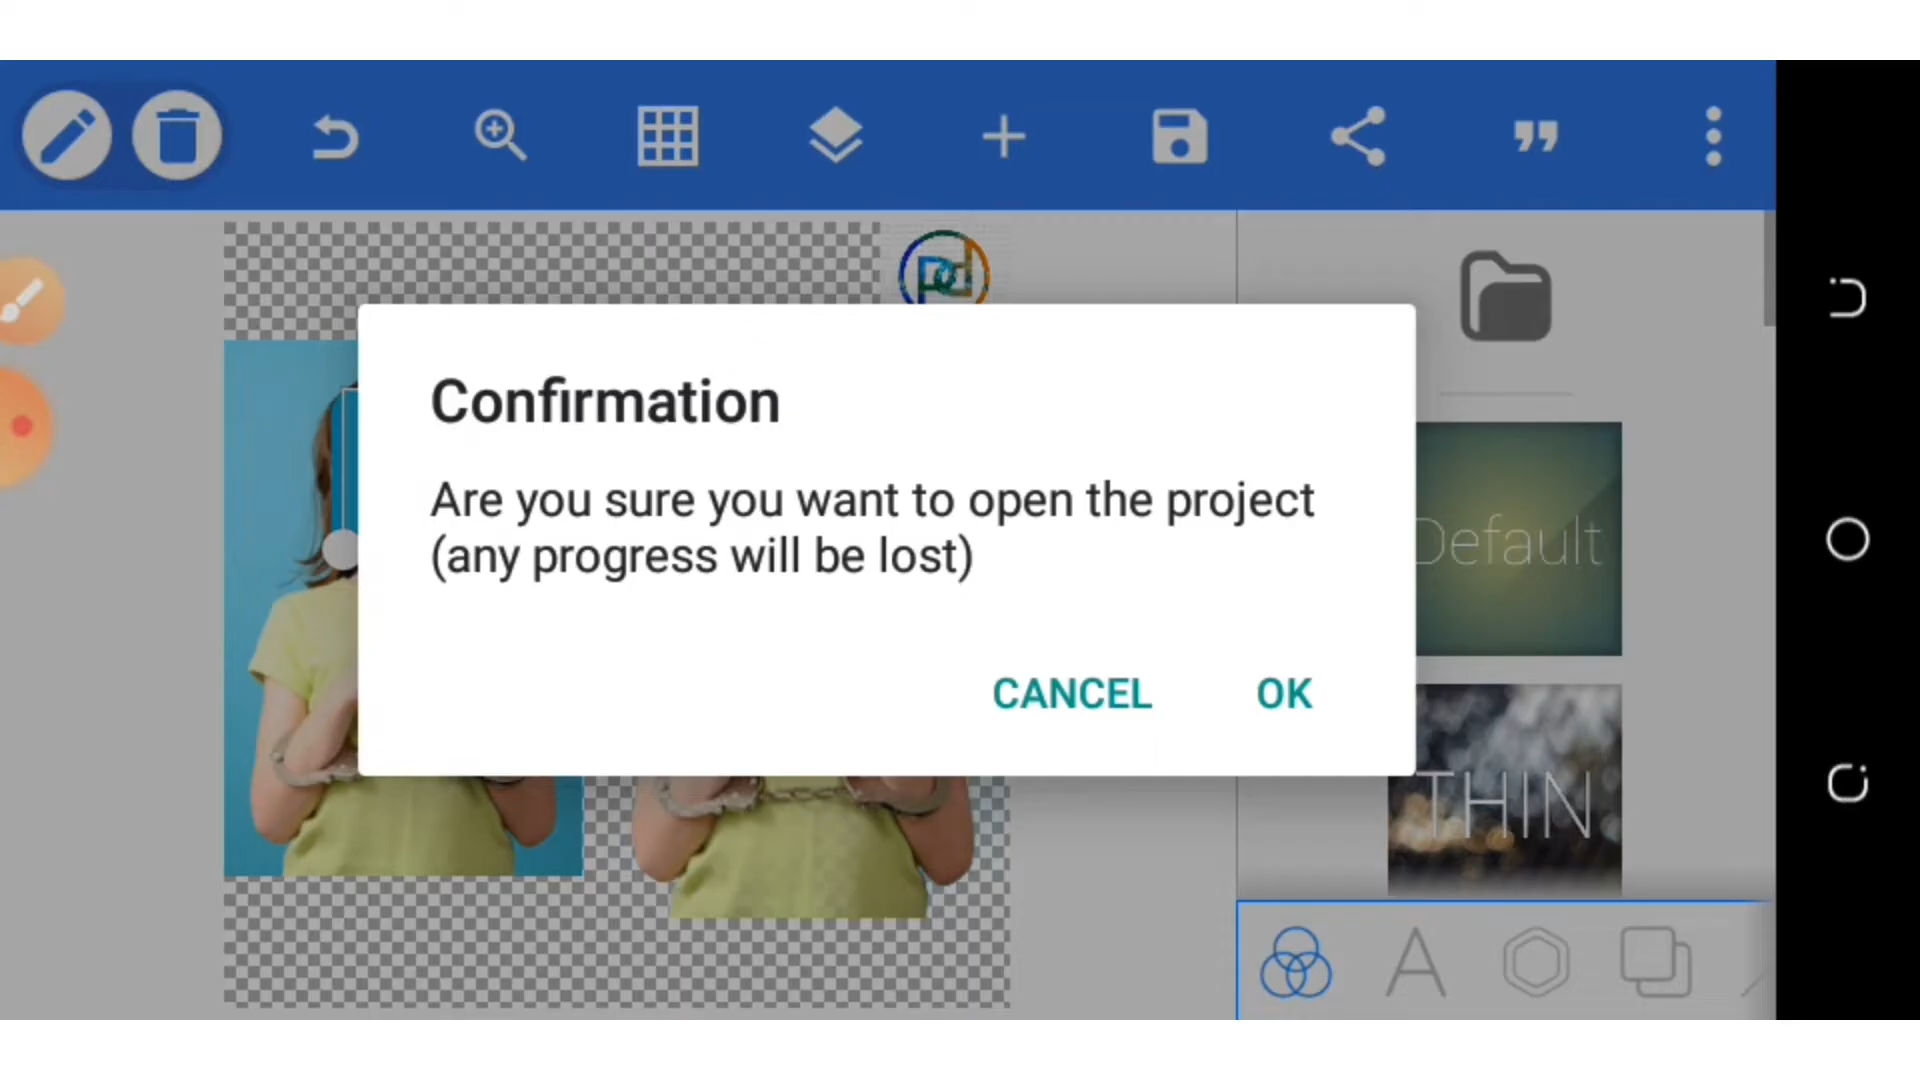 Confirmation
Are you sure you want to open the project
(any progress will be lost)
CANCEL OK
Default
THIN